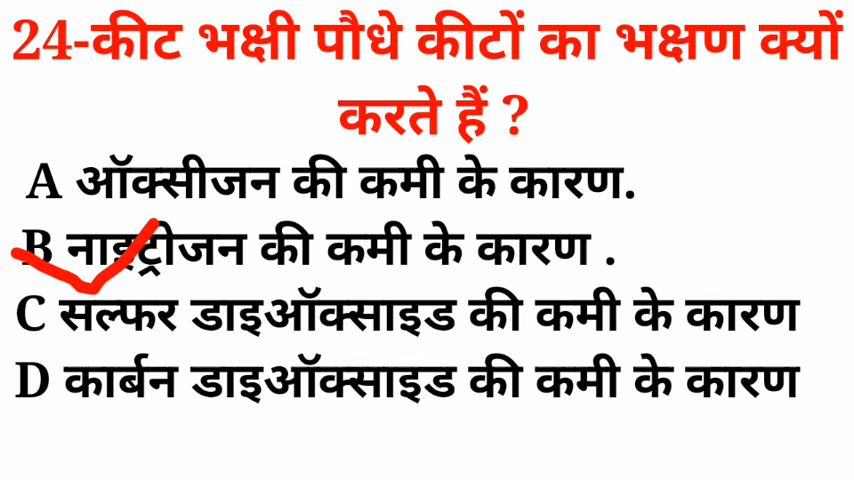 24-कीट भक्षी पौधे कीटों का भक्षण क्यों
करते हैं ?
A ऑक्सीजन की कमी के कारण.
B नाइट्रोजन की कमी के कारण .
C सल्फर डाइऑक्साइड की कमी के कारण
D कार्बन डाइऑक्साइड की कमी के कारण